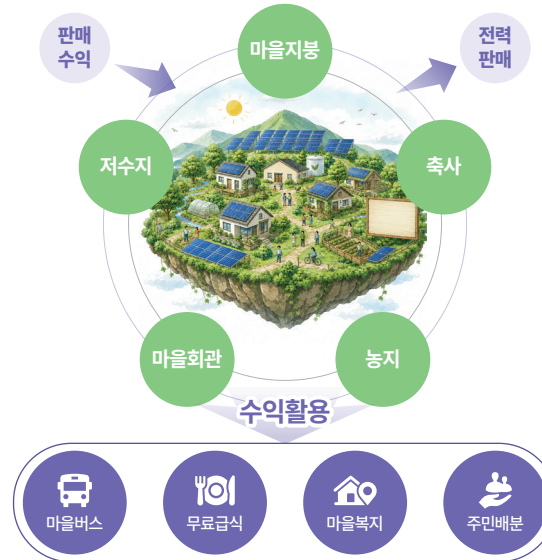 판매
수익
마을지붕
전력
판매
저수지
축사
마을회관
농지
수익활용
마을버스
무료급식
마을복지
주민배분